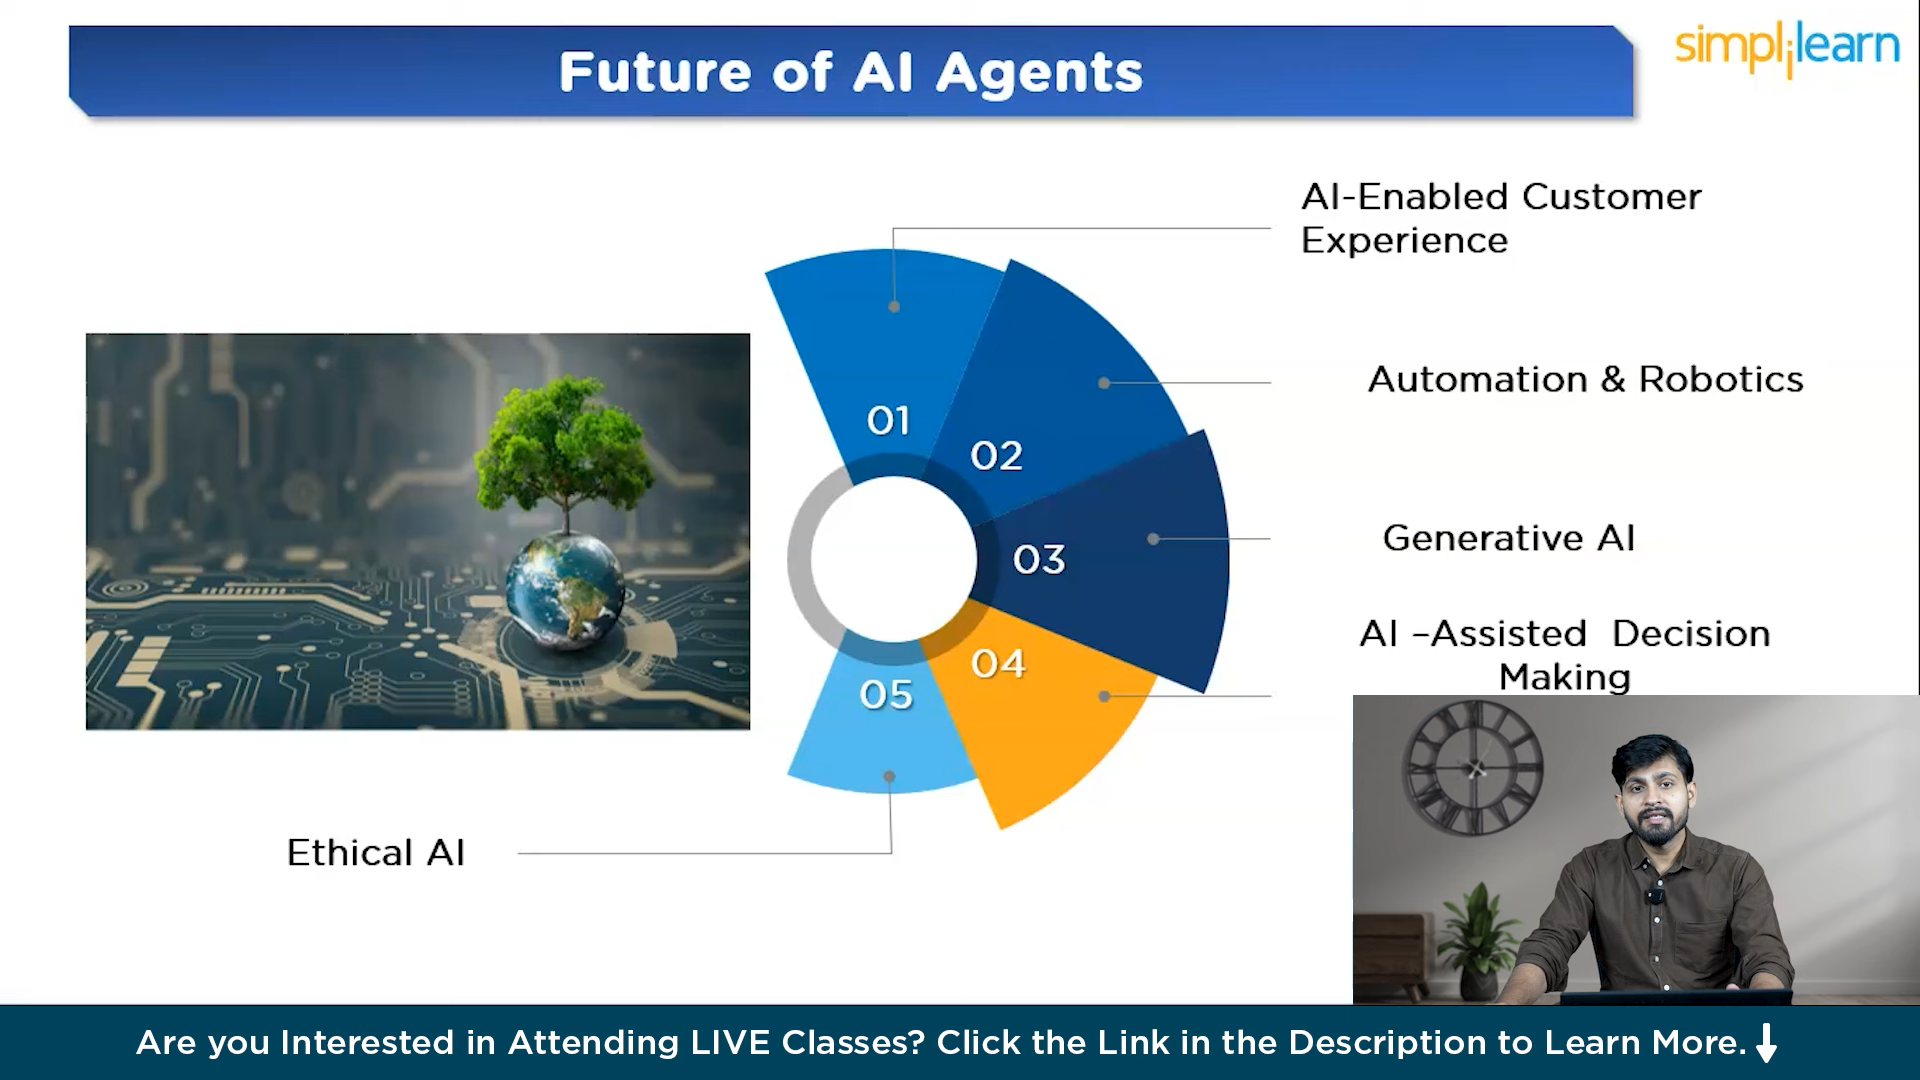 Future of AI Agents
simplilearn
AI-Enabled Customer
Experience
Automation & Robotics
Generative AI
AI –Assisted  Decision
Making
01
02
03
04
05
Ethical AI
Are you Interested in Attending LIVE Classes? Click the Link in the Description to Learn More.